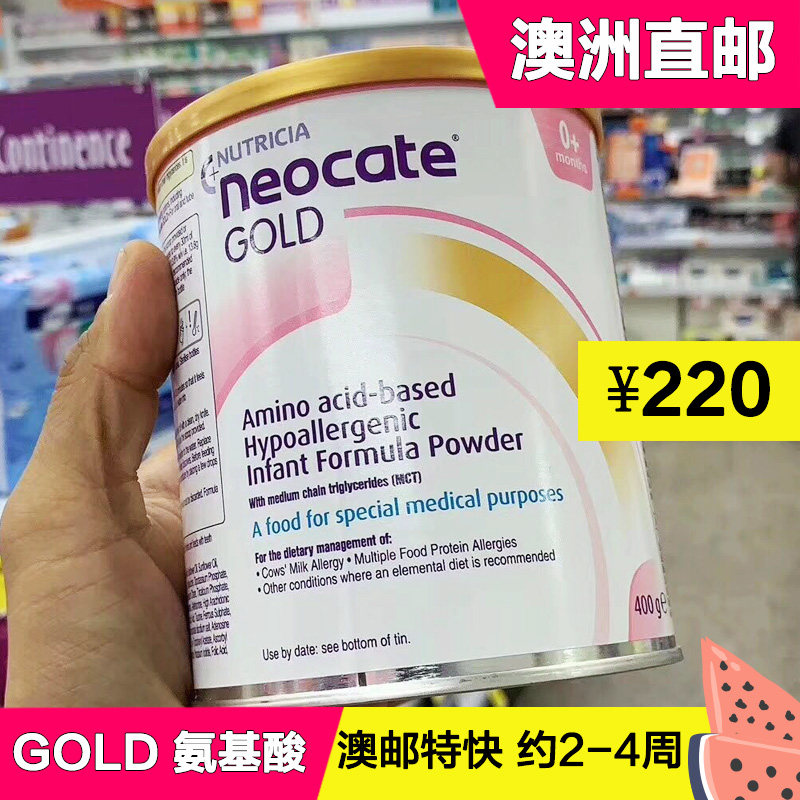 澳洲直邮
Continence
NUTRICIA
neocate®
GOLD
0+
months
¥220
Amino acid-based
Hypoallergenic
Infant Formula Powder
With medium chain triglycerides (MCT)
A food for special medical purposes
For the dietary management of:
• Cows' Milk Allergy • Multiple Food Protein Allergies
• Other conditions where an elemental diet is recommended
400 g e
Use by date: see bottom of tin.
GOLD 氨基酸
澳邮特快 约2-4周